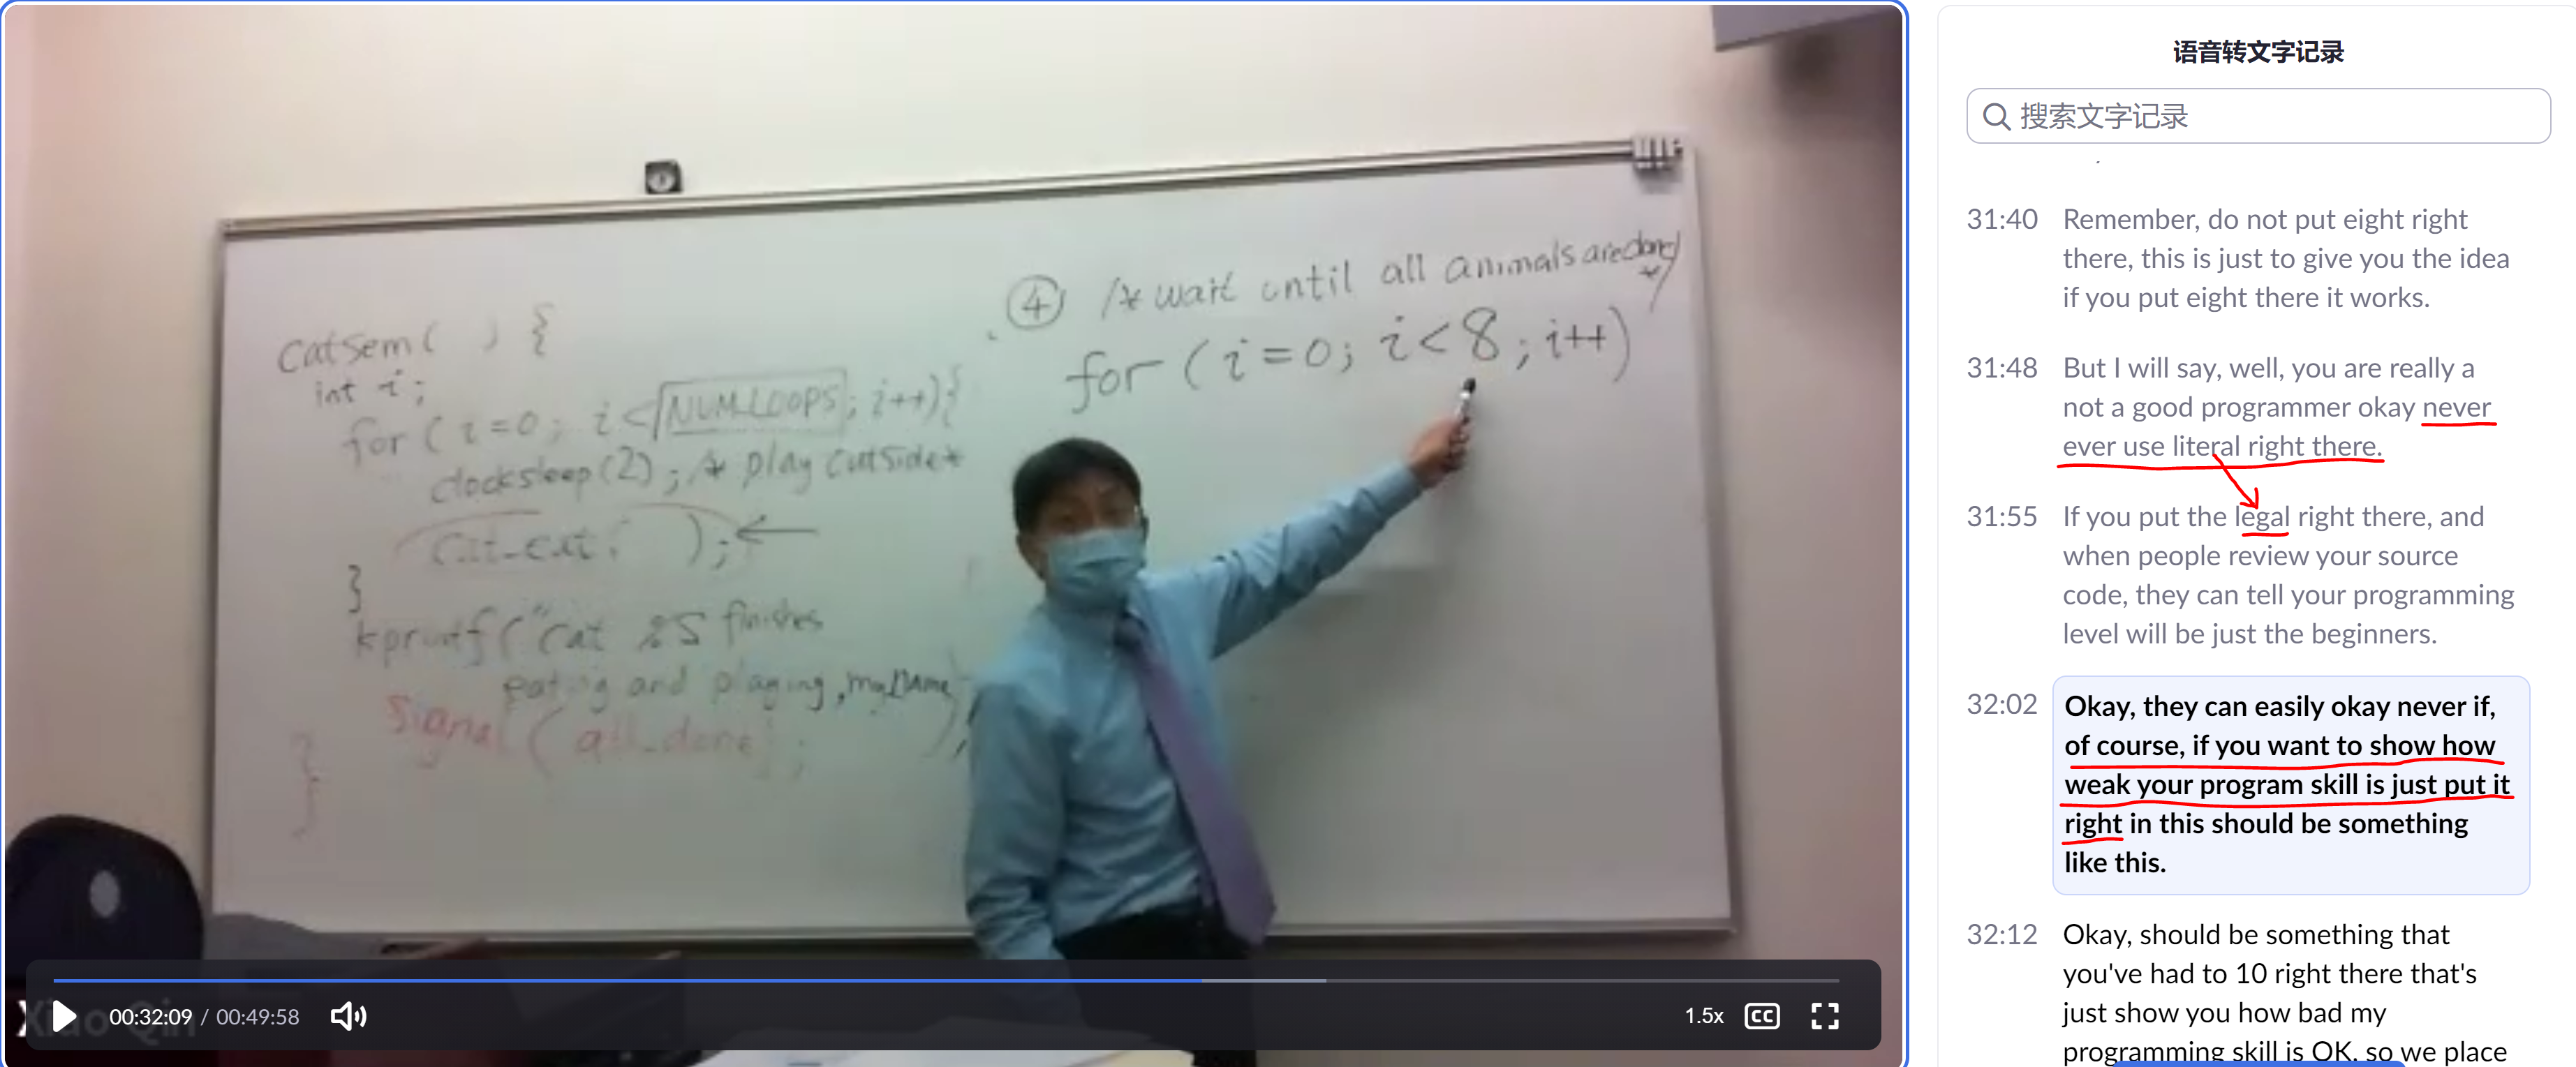 catsem( ) {
int i;
for (i=0; i<NUMLOOPS; i++){
clocksleep(2); /* play outside*
cat_eat( );
}
kprintf("cat %s finishes
eating and playing, myName
);
signal(all_done);
}
④ /* wait until all animals are done
*/
for (i=0; i<8; i++)
00:32:09 / 00:49:58
1.5x
CC
语音转文字记录
搜索文字记录
31:40
Remember, do not put eight right
there, this is just to give you the idea
if you put eight there it works.
31:48
But I will say, well, you are really a
not a good programmer okay never
ever use literal right there.
31:55
If you put the legal right there, and
when people review your source
code, they can tell your programming
level will be just the beginners.
32:02
Okay, they can easily okay never if,
of course, if you want to show how
weak your program skill is just put it
right in this should be something
like this.
32:12
Okay, should be something that
you've had to 10 right there that's
just show you how bad my
programming skill is OK, so we place